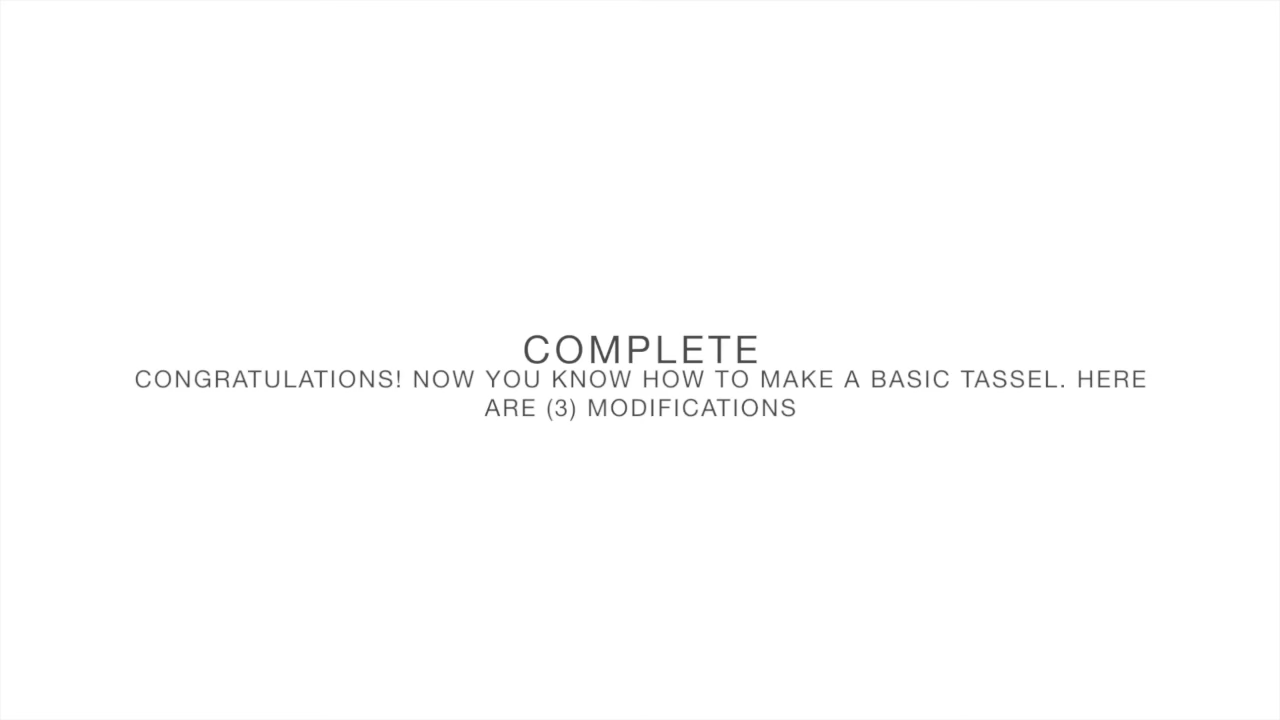 COMPLETE
CONGRATULATIONS! NOW YOU KNOW HOW TO MAKE A BASIC TASSEL. HERE
ARE (3) MODIFICATIONS